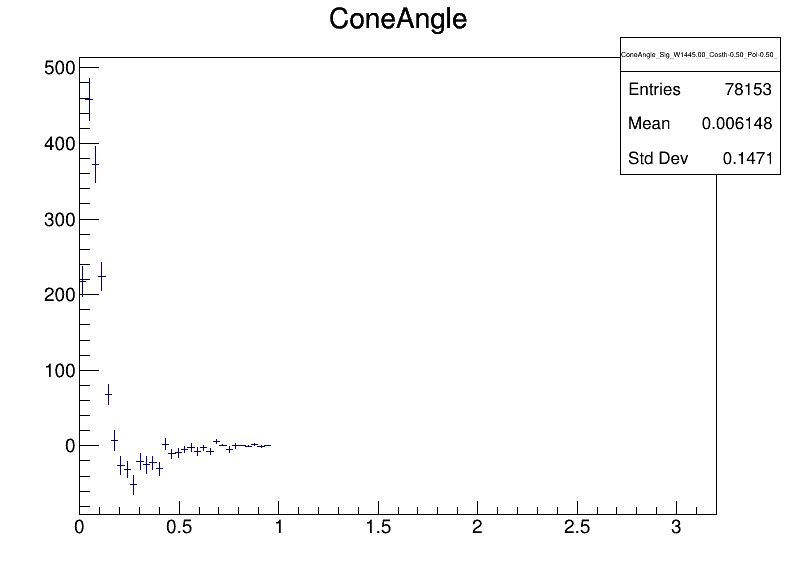 ConeAngle
ConeAngle_Sig_W1445.00_Costh-0.50_Pol-0.50_
Entries 78153
Mean 0.006148
Std Dev 0.1471
500
400
300
200
100
0
0 0.5 1 1.5 2 2.5 3